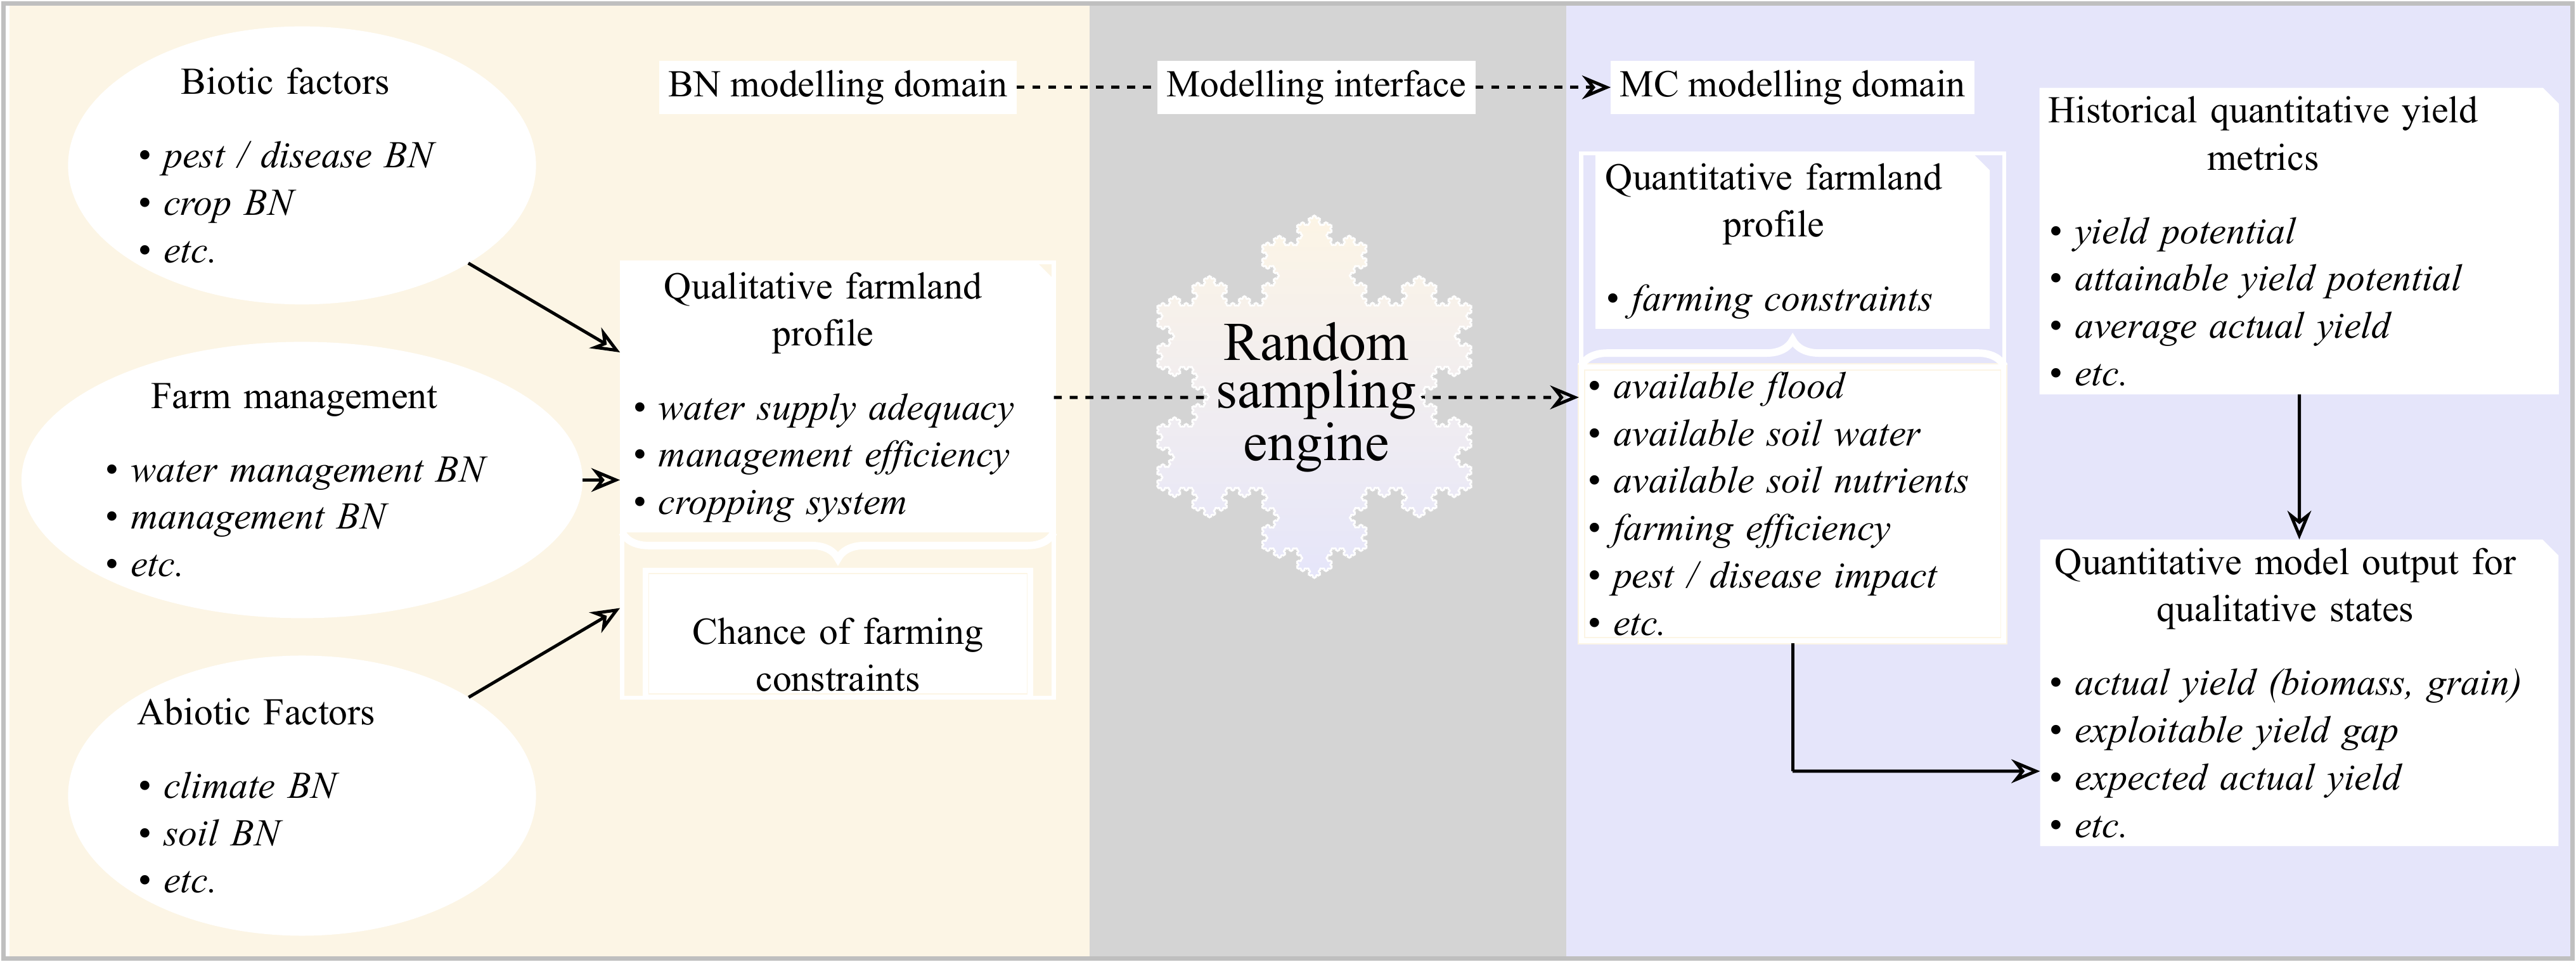 Biotic factors
• pest / disease BN
• crop BN
• etc.
Farm management
• water management BN
• management BN
• etc.
Abiotic Factors
• climate BN
• soil BN
• etc.
BN modelling domain
Qualitative farmland
profile
• water supply adequacy
• management efficiency
• cropping system
Chance of farming
constraints
Modelling interface
Random
sampling
engine
MC modelling domain
Quantitative farmland
profile
• farming constraints
• available flood
• available soil water
• available soil nutrients
• farming efficiency
• pest / disease impact
• etc.
Historical quantitative yield
metrics
• yield potential
• attainable yield potential
• average actual yield
• etc.
Quantitative model output for
qualitative states
• actual yield (biomass, grain)
• exploitable yield gap
• expected actual yield
• etc.